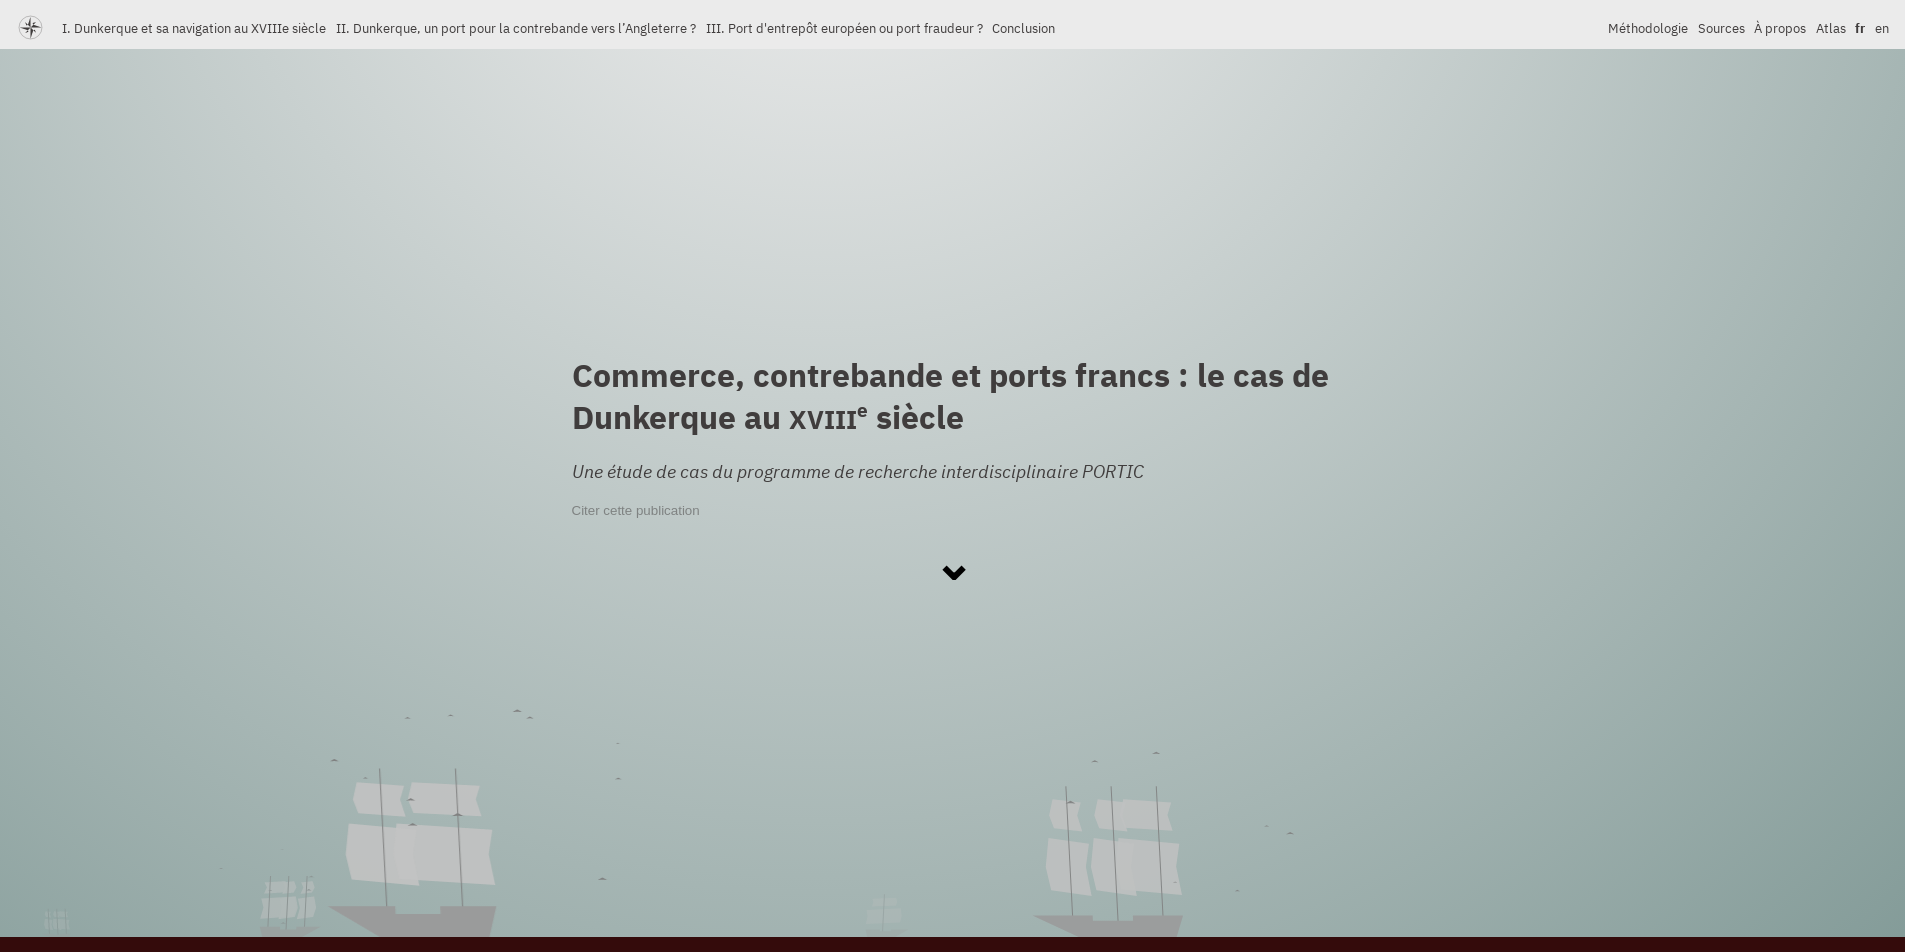 I. Dunkerque et sa navigation au XVIIIe siècle II. Dunkerque, un port pour la contrebande vers l’Angleterre ? III. Port d'entrepôt européen ou port fraudeur ? Conclusion Méthodologie Sources À propos Atlas fr en
Commerce, contrebande et ports francs : le cas de
Dunkerque au XVIIIe siècle
Une étude de cas du programme de recherche interdisciplinaire PORTIC
Citer cette publication